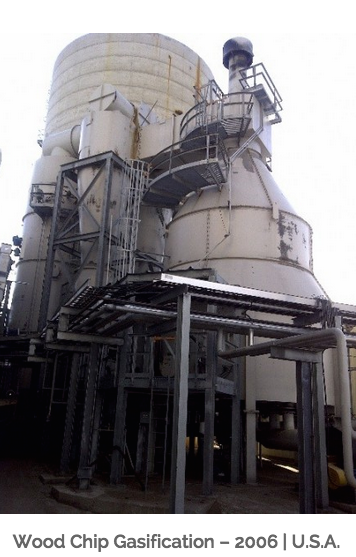 Wood Chip Gasification – 2006 | U.S.A.